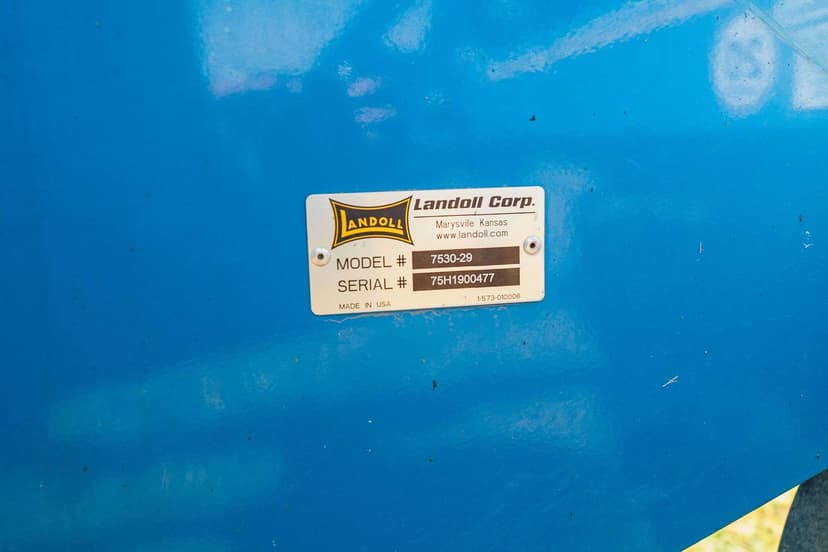 LANDOLL
Landoll Corp.
Marysville Kansas
www.landoll.com
MODEL # 7530-29
SERIAL # 75H1900477
MADE IN USA 1-573-010008